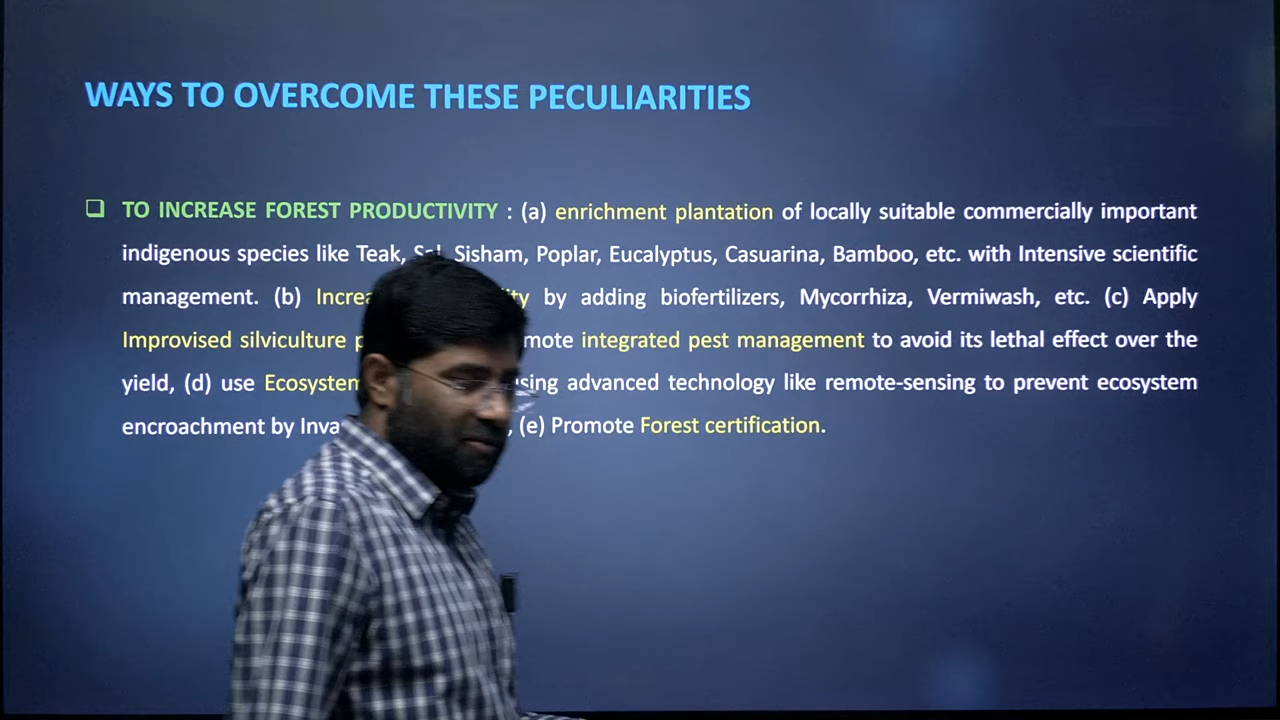 WAYS TO OVERCOME THESE PECULIARITIES
TO INCREASE FOREST PRODUCTIVITY : (a) enrichment plantation of locally suitable commercially important
indigenous species like Teak, Sal, Sisham, Poplar, Eucalyptus, Casuarina, Bamboo, etc. with Intensive scientific
management. (b) by adding biofertilizers, Mycorrhiza, Vermiwash, etc. (c) Apply
Improvised silviculture integrated pest management to avoid its lethal effect over the
yield, (d) use using advanced technology like remote-sensing to prevent ecosystem
encroachment by (e) Promote Forest certification.